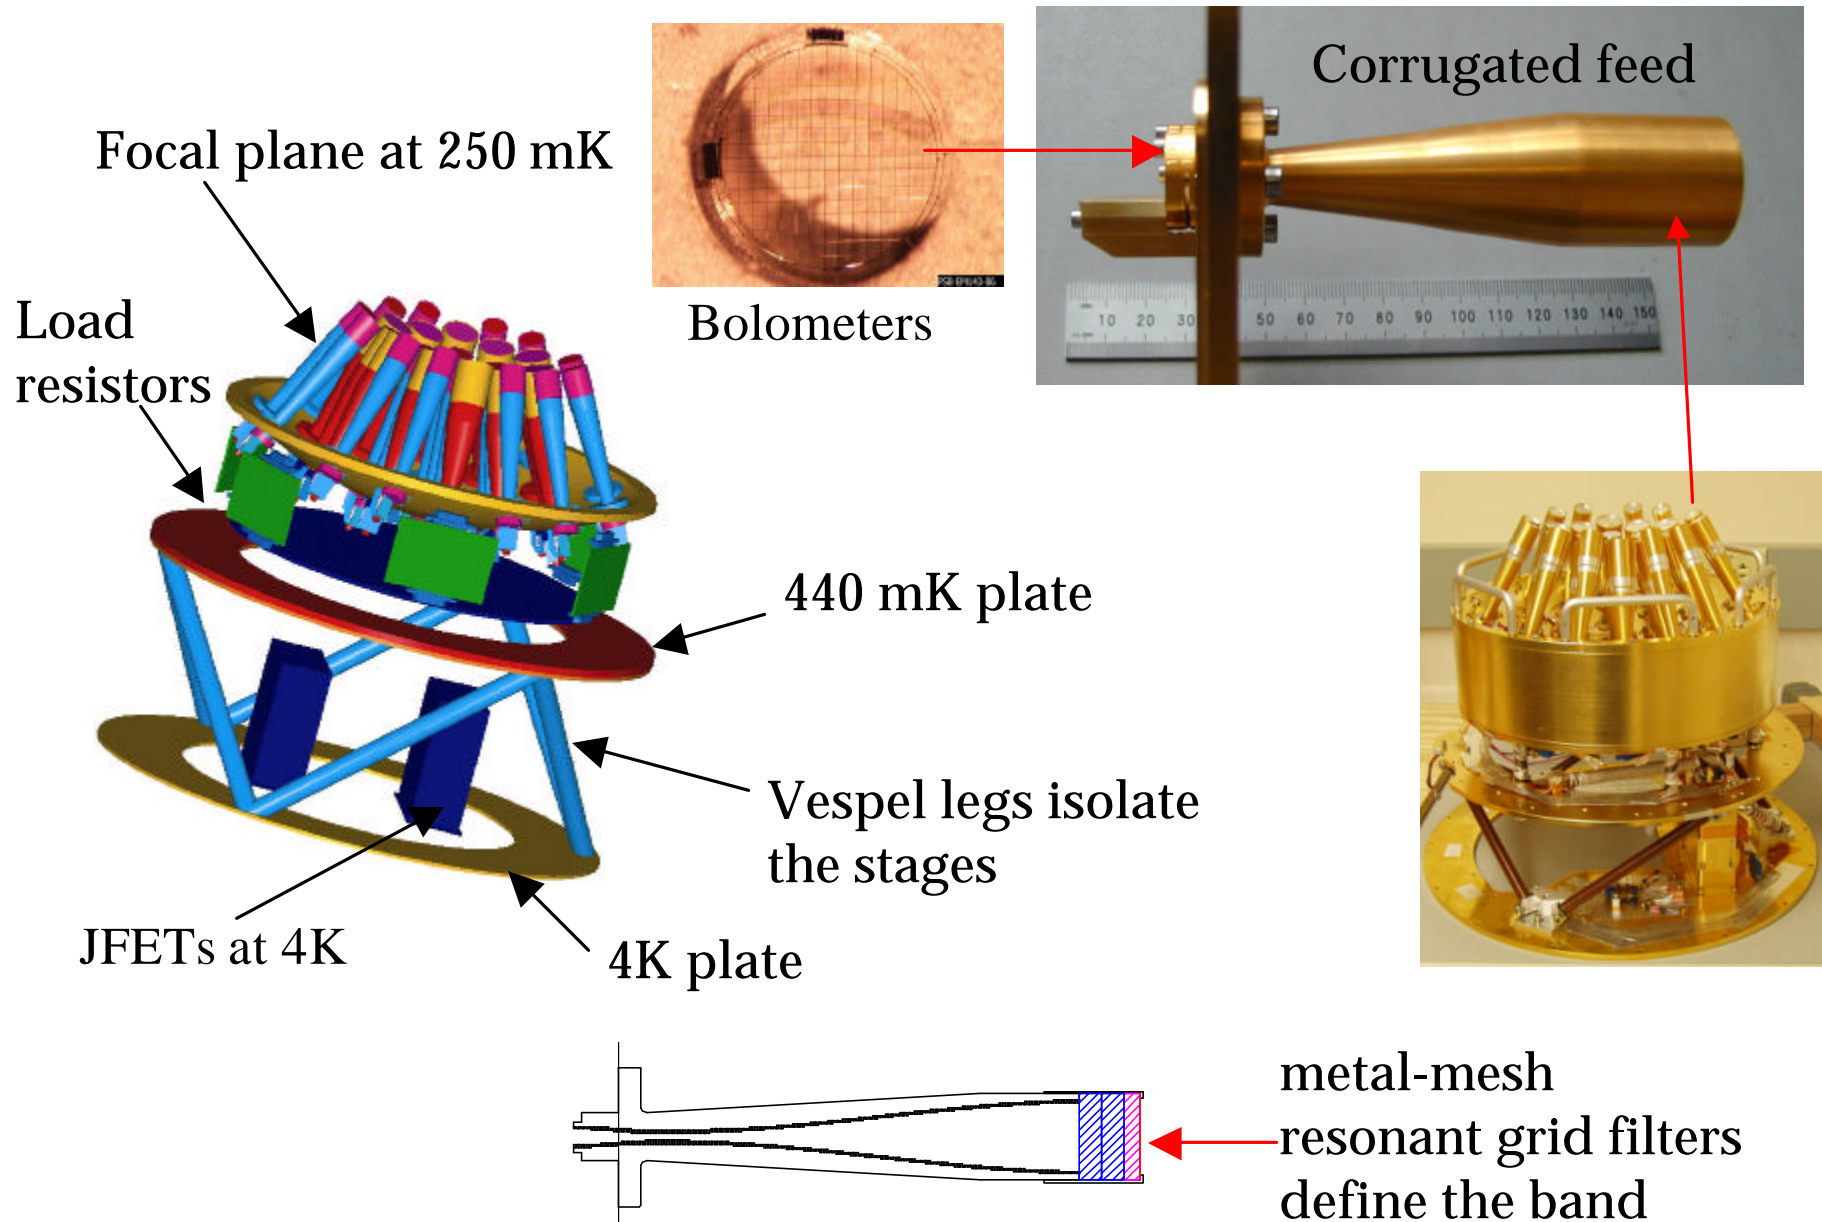 Corrugated feed
Focal plane at 250 mK
10 20 30 50 60 70 80 90 100 110 120 130 140 150
Load
resistors
Bolometers
440 mK plate
Vespel legs isolate
the stages
JFETs at 4K
4K plate
metal-mesh
resonant grid filters
define the band